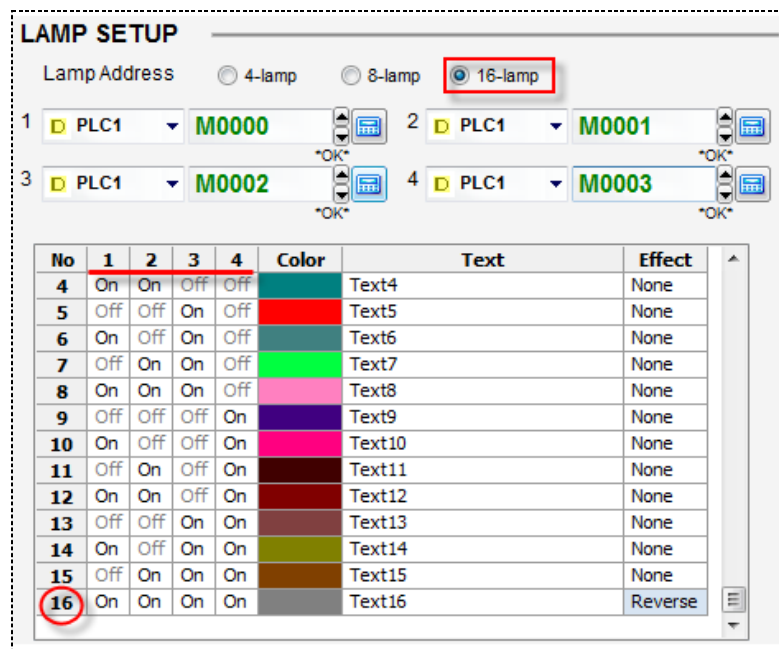 LAMP SETUP
Lamp Address 4-lamp 8-lamp 16-lamp
1 D PLC1 M0000 2 D PLC1 M0001
*OK* *OK*
3 D PLC1 M0002 4 D PLC1 M0003
*OK* *OK*
No 1 2 3 4 Color Text Effect
4 On On Off Off Text4 None
5 Off Off On Off Text5 None
6 On Off On Off Text6 None
7 Off On On Off Text7 None
8 On On On Off Text8 None
9 Off Off Off On Text9 None
10 On Off Off On Text10 None
11 Off On Off On Text11 None
12 On On Off On Text12 None
13 Off Off On On Text13 None
14 On Off On On Text14 None
15 Off On On On Text15 None
16 On On On On Text16 Reverse